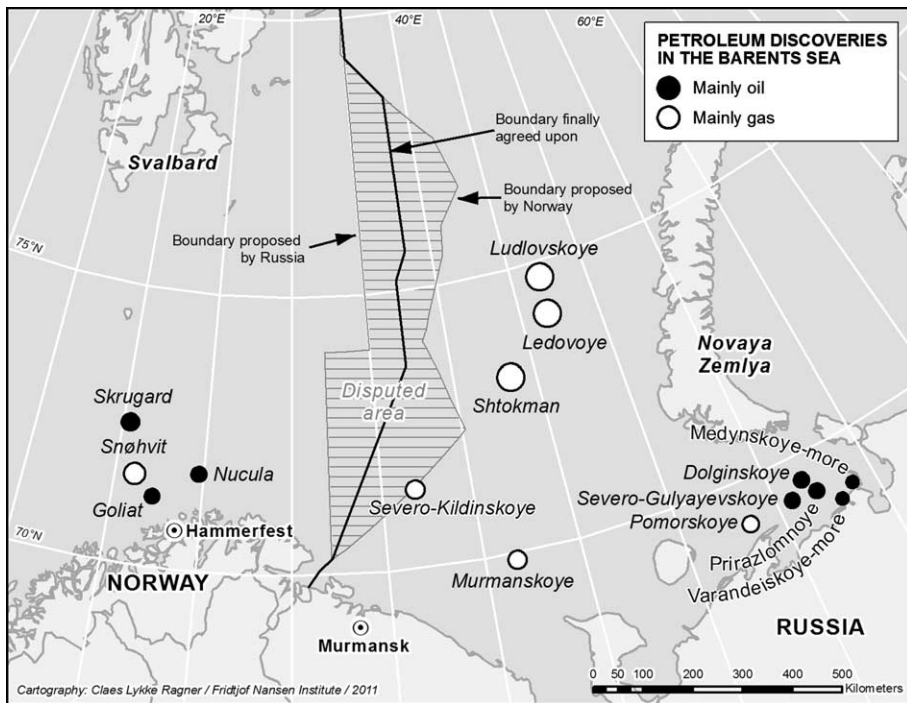 20°E
40°E
60°E
PETROLEUM DISCOVERIES
IN THE BARENTS SEA
Mainly oil
Mainly gas
Boundary finally
agreed upon
Svalbard
Boundary proposed
by Norway
Boundary proposed
by Russia
75°N
Ludlovskoye
Ledovoye
Novaya
Zemlya
Shtokman
Disputed
area
Skrugard
Snøhvit
Nucula
Goliat
Medynskoye-more
Dolginskoye
Severo-Gulyayevskoye
Pomorskoye
Prirazlomnoye
Varandeiskoye-more
Severo-Kildinskoye
Hammerfest
70°N
NORWAY
Murmanskoye
Murmansk
RUSSIA
Cartography: Claes Lykke Ragner / Fridtjof Nansen Institute / 2011
0 50 100 200 300 400 500
Kilometers